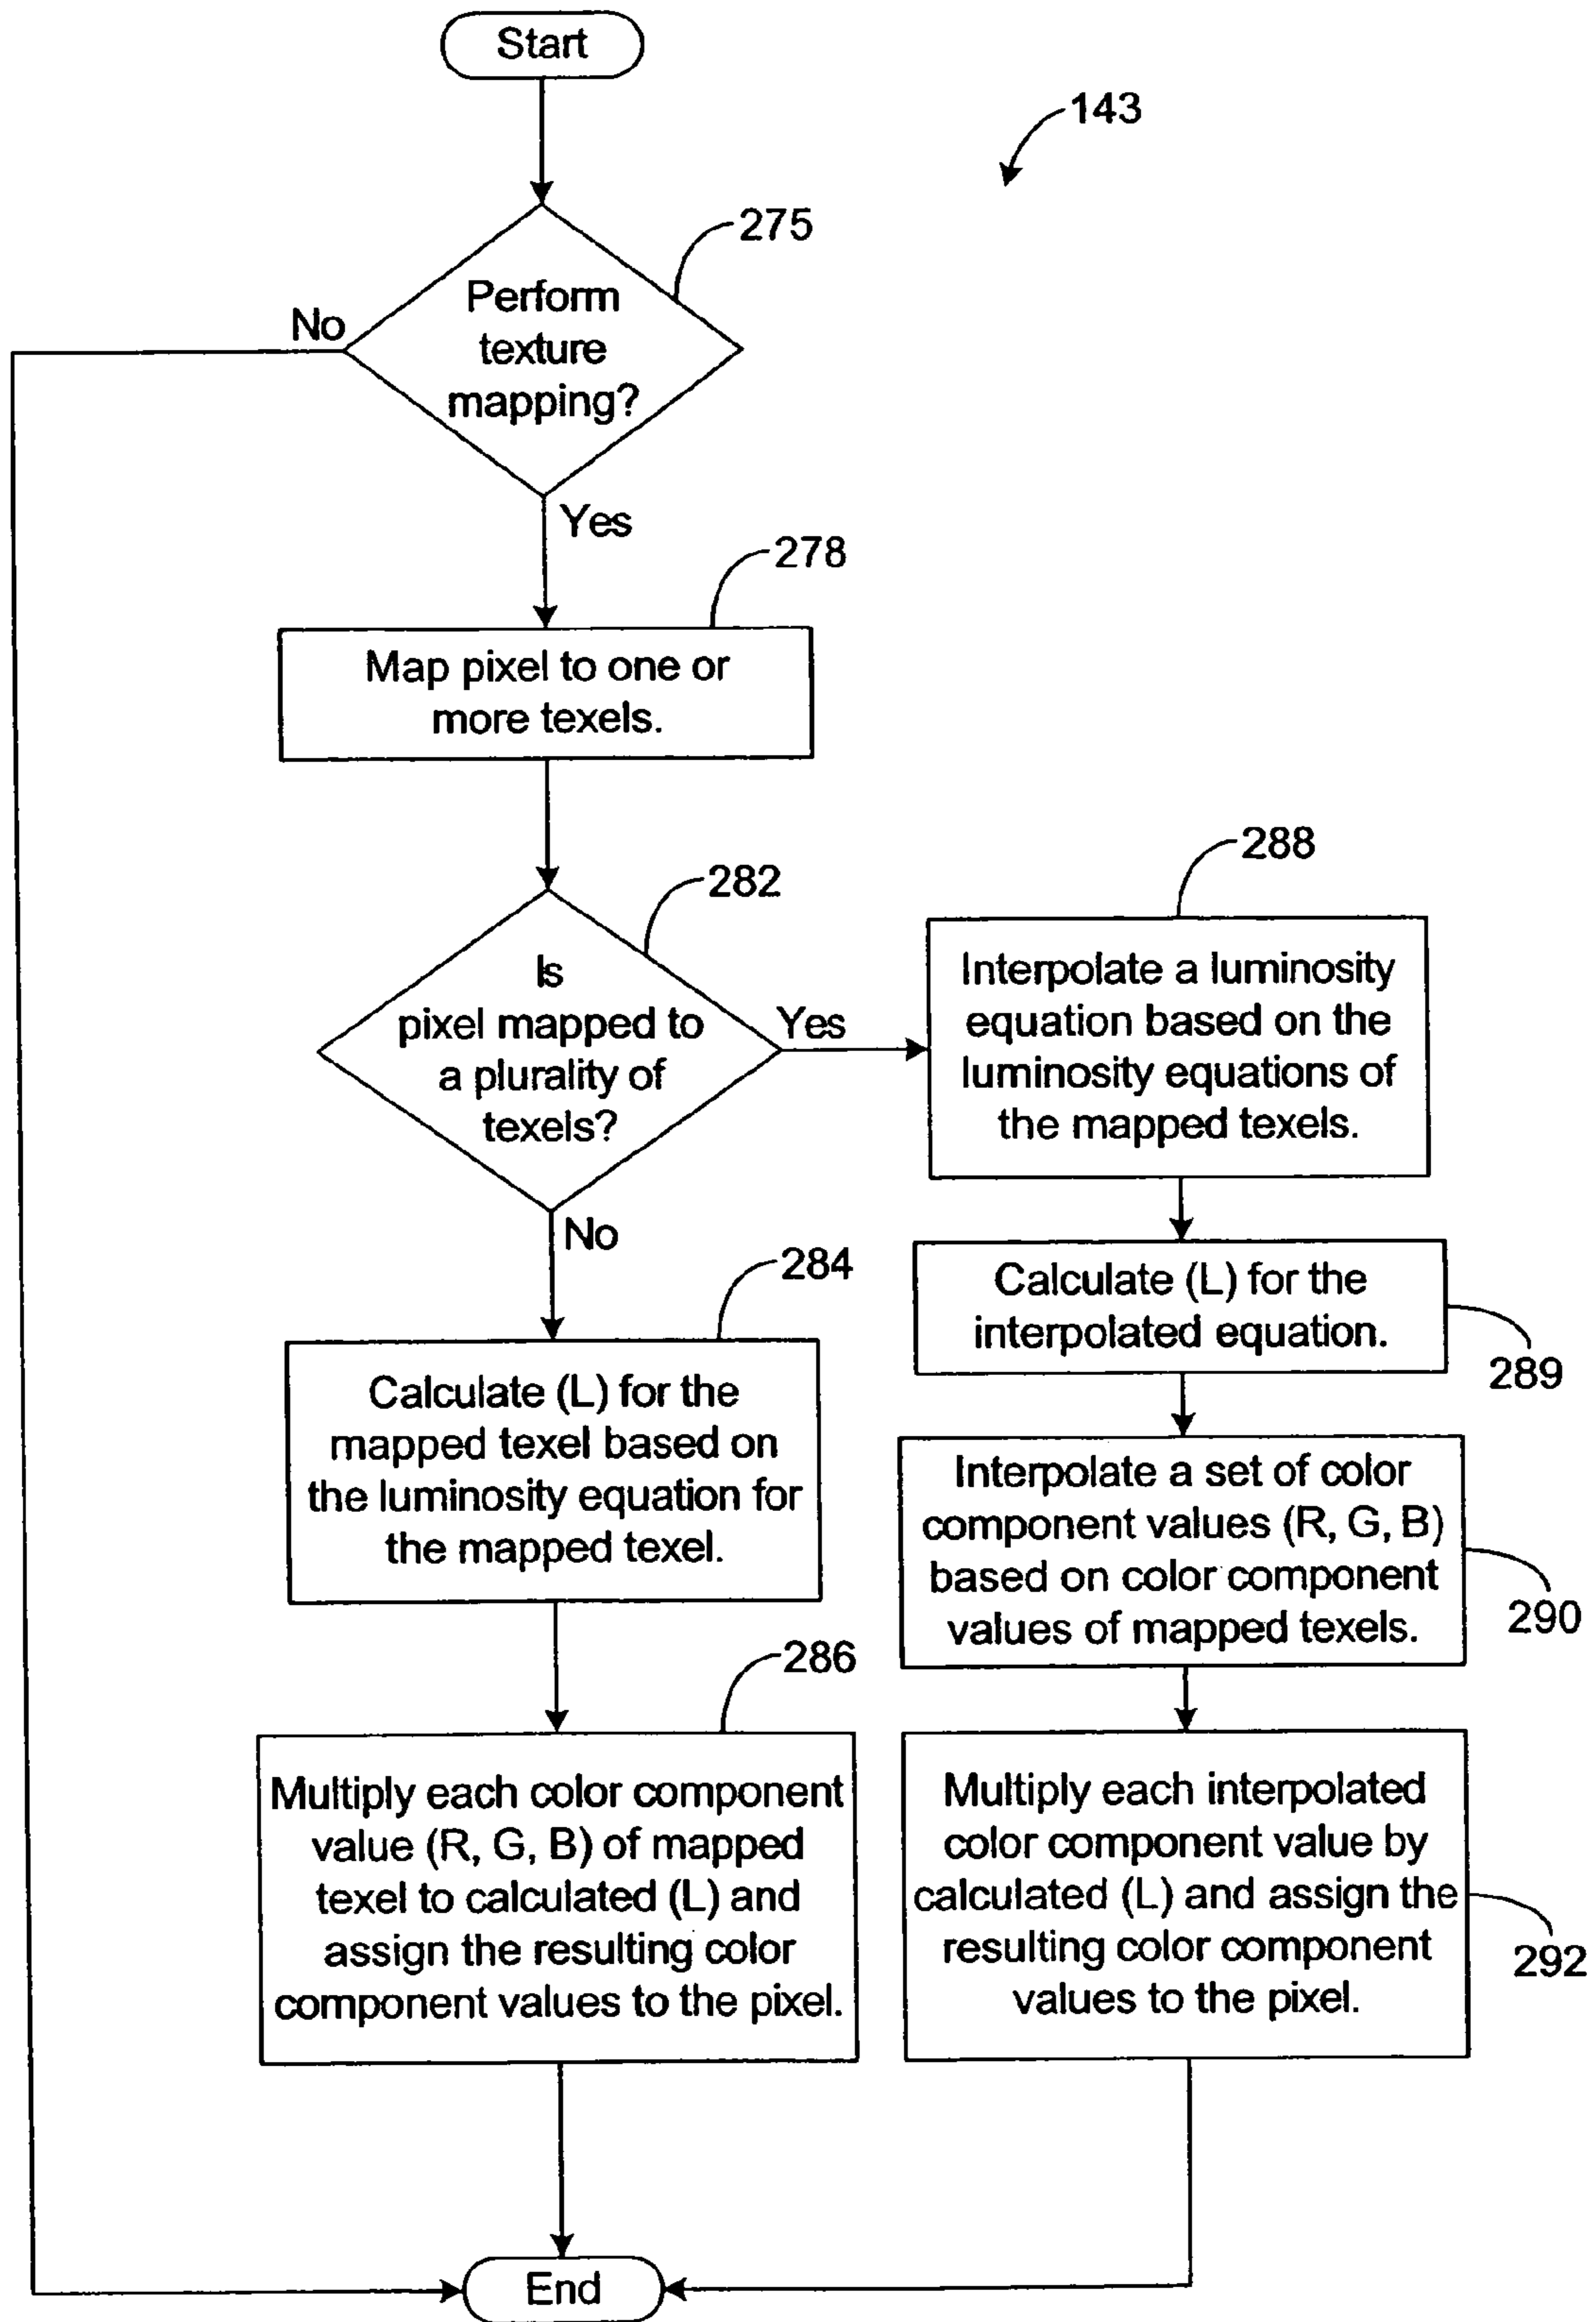 Start
143
275
Perform
texture
mapping?
No
Yes
278
Map pixel to one or
more texels.
282
Is
pixel mapped to
a plurality of
texels?
Yes
No
288
Interpolate a luminosity
equation based on the
luminosity equations of
the mapped texels.
284
Calculate (L) for the
mapped texel based on
the luminosity equation for
the mapped texel.
Calculate (L) for the
interpolated equation.
289
Interpolate a set of color
component values (R, G, B)
based on color component
values of mapped texels.
290
286
Multiply each color component
value (R, G, B) of mapped
texel to calculated (L) and
assign the resulting color
component values to the pixel.
Multiply each interpolated
color component value by
calculated (L) and assign the
resulting color component
values to the pixel.
292
End